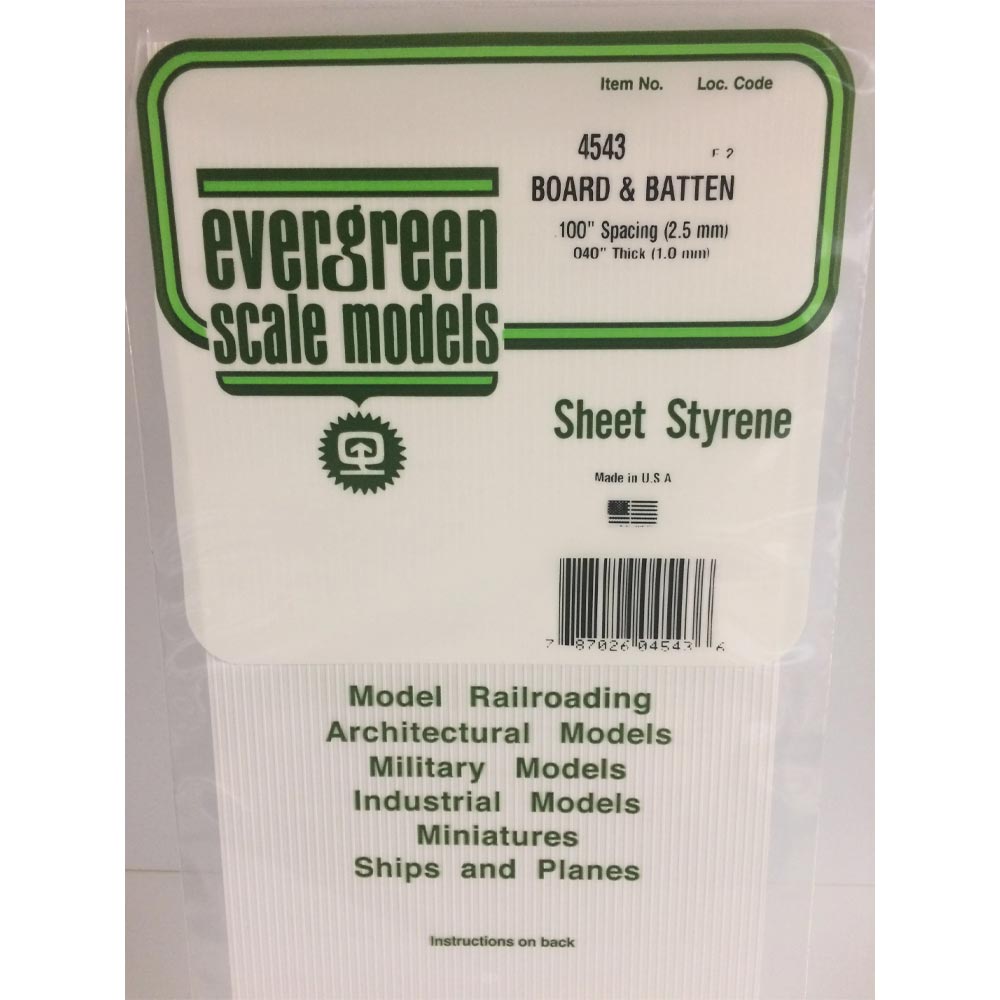 Item No. Loc. Code
4543 F 2
BOARD & BATTEN
.100" Spacing (2.5 mm)
040" Thick (1.0 mm)
evergreen
scale models
Sheet Styrene
Made in U.S A
7 87026 04543 6
Model Railroading
Architectural Models
Military Models
Industrial Models
Miniatures
Ships and Planes
Instructions on back